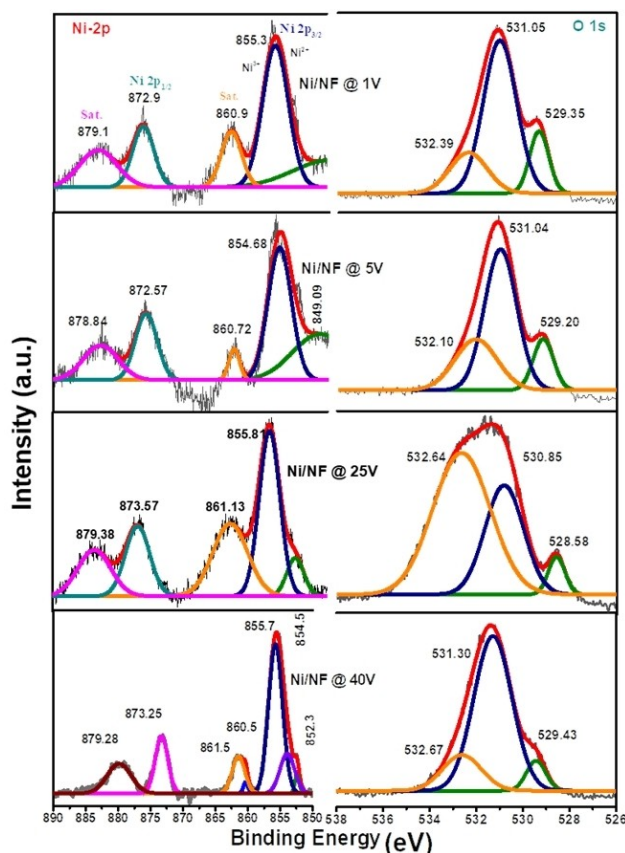 Ni-2p
Ni 2p3/2
O 1s
855.3
Ni3+
Ni2+
Ni/NF @ 1V
Ni 2p1/2
872.9
Sat.
879.1
Sat.
860.9
531.05
529.35
532.39
854.68
Ni/NF @ 5V
872.57
878.84
860.72
849.09
531.04
529.20
532.10
855.81
Ni/NF @ 25V
873.57
879.38
861.13
532.64
530.85
528.58
855.7
854.5
Ni/NF @ 40V
873.25
879.28
860.5
861.5
852.3
531.30
529.43
532.67
Intensity (a.u.)
890 885 880 875 870 865 860 855 850
538 536 534 532 530 528 526
Binding Energy (eV)